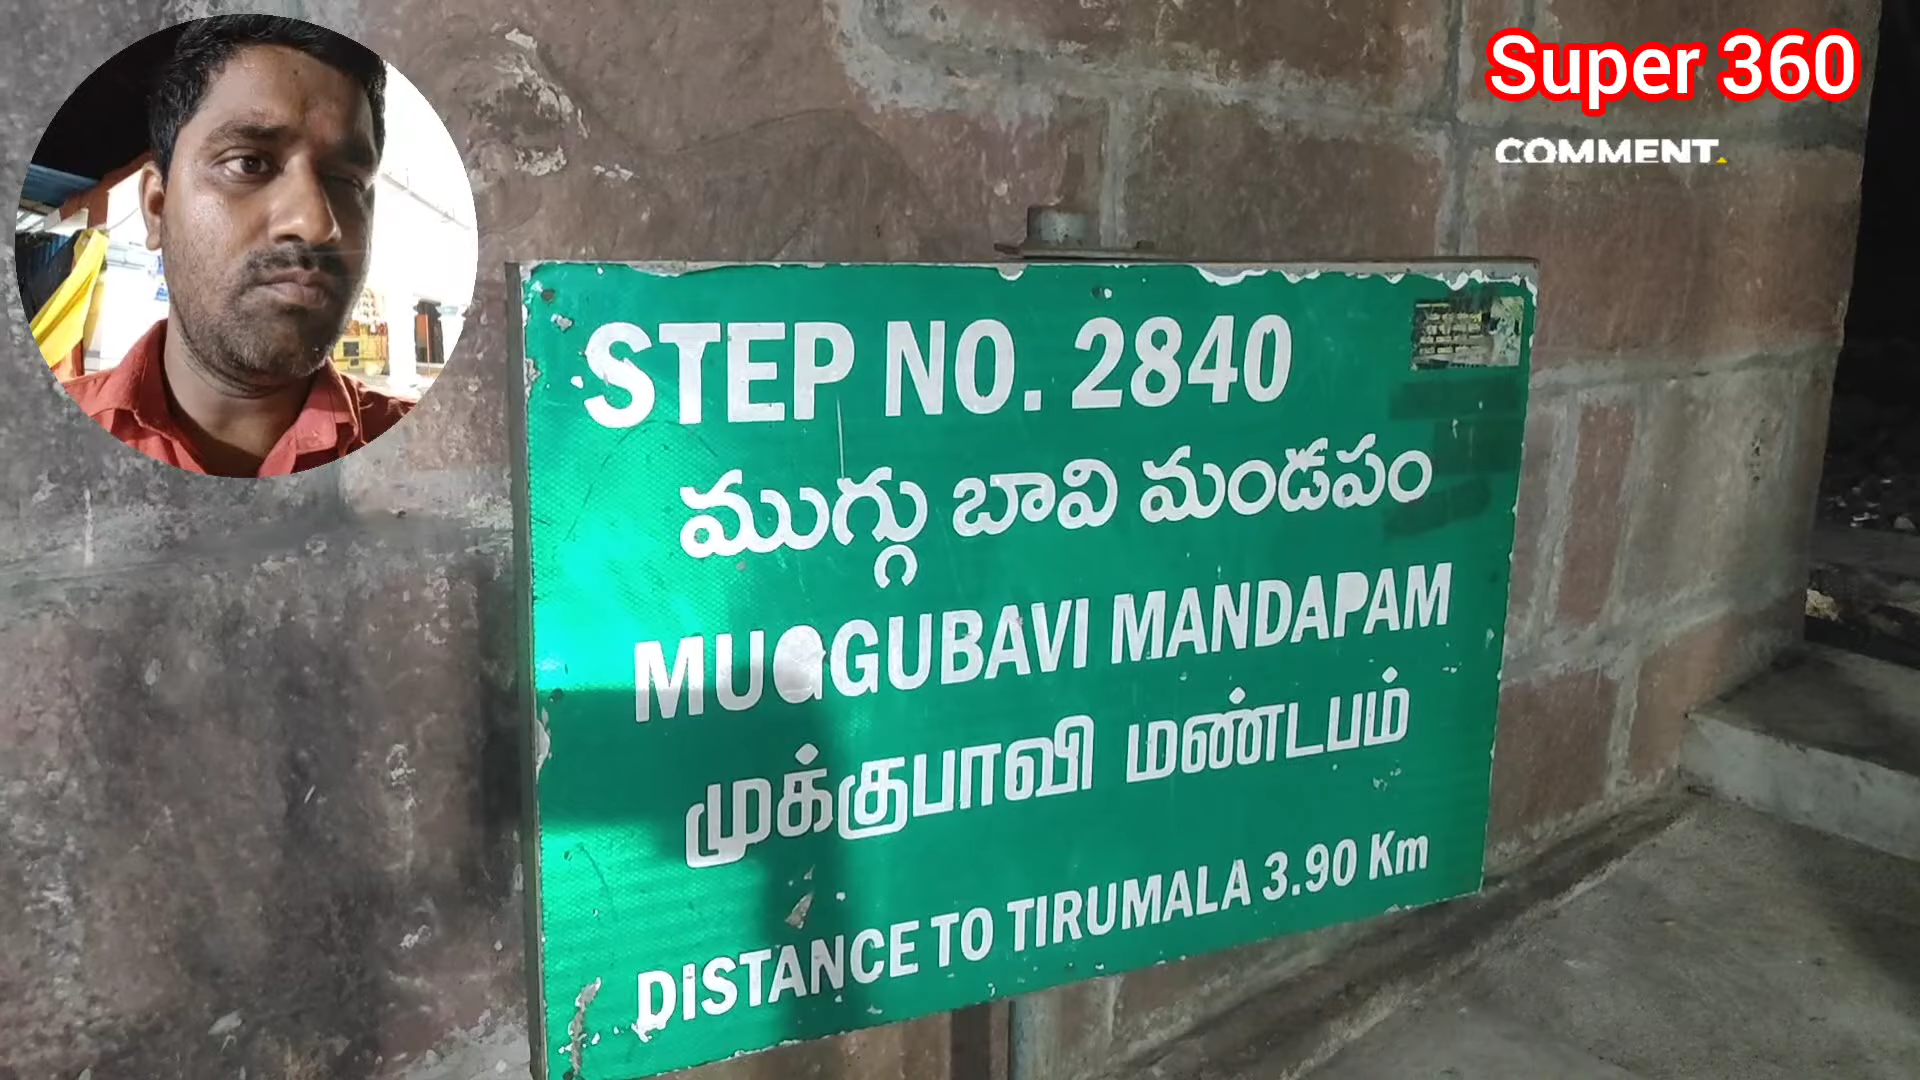 Super 360
COMMENT.
STEP NO. 2840
ముగ్గు బావి మండపం
MUGGUBAVI MANDAPAM
முக்குபாவி மண்டபம்
DISTANCE TO TIRUMALA 3.90 Km